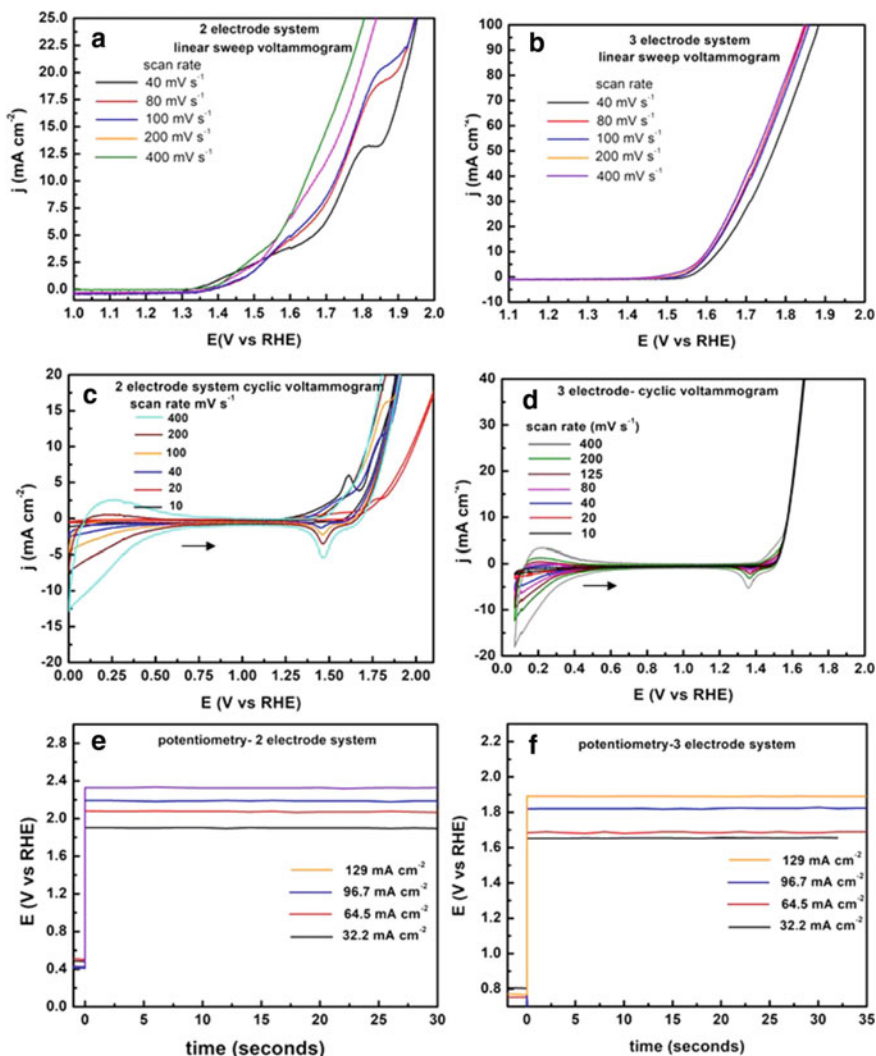 a
2 electrode system
linear sweep voltammogram
scan rate
40 mV s⁻¹
80 mV s⁻¹
100 mV s⁻¹
200 mV s⁻¹
400 mV s⁻¹
j (mA cm⁻²)
25.0
22.5
20.0
17.5
15.0
12.5
10.0
7.5
5.0
2.5
0.0
1.0 1.1 1.2 1.3 1.4 1.5 1.6 1.7 1.8 1.9 2.0
E(V vs RHE)
b
3 electrode system
linear sweep voltammogram
scan rate
40 mV s⁻¹
80 mV s⁻¹
100 mV s⁻¹
200 mV s⁻¹
400 mV s⁻¹
j (mA cm⁻²)
100
90
80
70
60
50
40
30
20
10
0
-10
1.1 1.2 1.3 1.4 1.5 1.6 1.7 1.8 1.9 2.0
E (V vs RHE)
c
2 electrode system cyclic voltammogram
scan rate mV s⁻¹
400
200
100
40
20
10
j (mA cm⁻²)
20
15
10
5
0
-5
-10
-15
-20
0.00 0.25 0.50 0.75 1.00 1.25 1.50 1.75 2.00
E (V vs RHE)
d
3 electrode- cyclic voltammogram
scan rate (mV s⁻¹)
400
200
125
80
40
20
10
j (mA cm⁻²)
40
30
20
10
0
-10
-20
0.0 0.2 0.4 0.6 0.8 1.0 1.2 1.4 1.6 1.8 2.0
E (V vs RHE)
e
potentiometry- 2 electrode system
129 mA cm⁻²
96.7 mA cm⁻²
64.5 mA cm⁻²
32.2 mA cm⁻²
E (V vs RHE)
2.8
2.4
2.0
1.6
1.2
0.8
0.4
0.0
0 5 10 15 20 25 30
time (seconds)
f
potentiometry-3 electrode system
129 mA cm⁻²
96.7 mA cm⁻²
64.5 mA cm⁻²
32.2 mA cm⁻²
E (V vs RHE)
2.2
2.0
1.8
1.6
1.4
1.2
1.0
0.8
0 5 10 15 20 25 30 35
time (seconds)